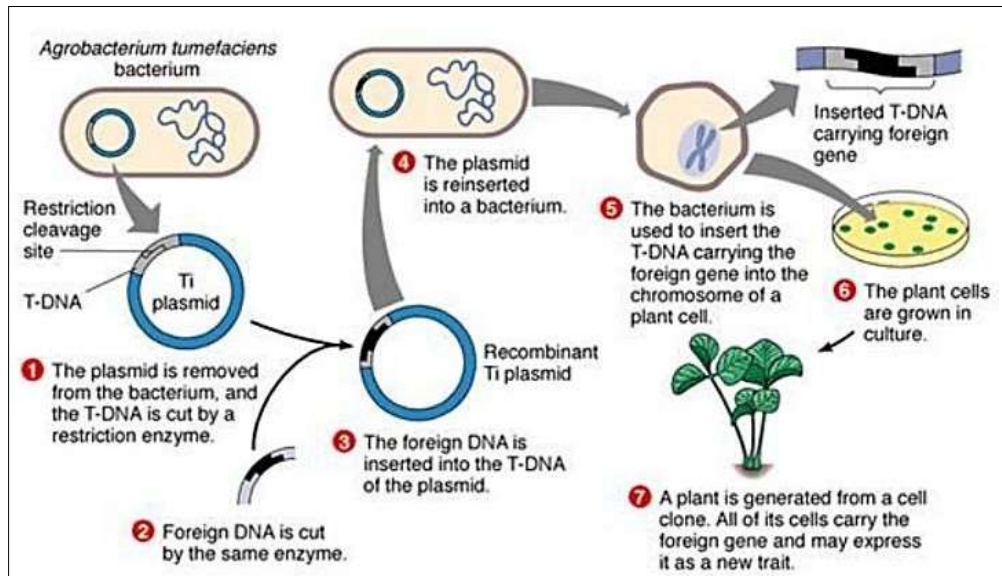 Agrobacterium tumefaciens
bacterium
Restriction
cleavage
site
T-DNA
Ti
plasmid
1 The plasmid is removed
from the bacterium, and
the T-DNA is cut by a
restriction enzyme.
2 Foreign DNA is cut
by the same enzyme.
Recombinant
Ti plasmid
3 The foreign DNA is
inserted into the T-DNA
of the plasmid.
4 The plasmid
is reinserted
into a bacterium.
5 The bacterium is
used to insert the
T-DNA carrying the
foreign gene into the
chromosome of a
plant cell.
Inserted T-DNA
carrying foreign
gene
6 The plant cells
are grown in
culture.
7 A plant is generated from a cell
clone. All of its cells carry the
foreign gene and may express
it as a new trait.